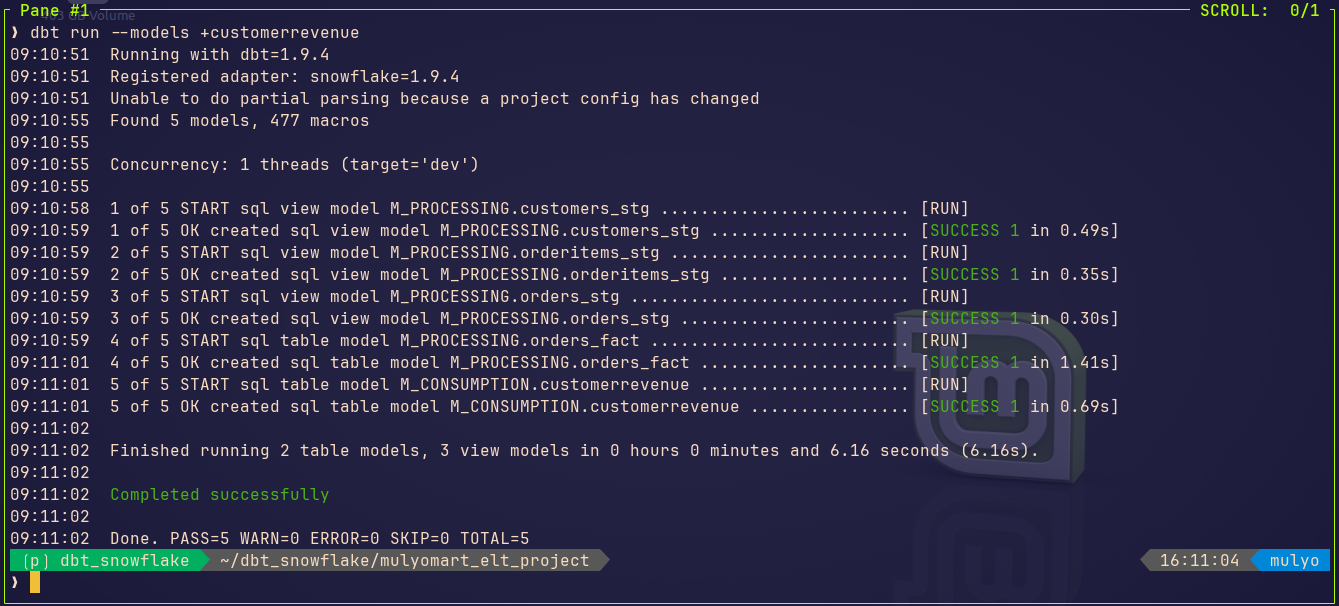 Pane #1 SCROLL: 0/1
❯ dbt run --models +customerrevenue
09:10:51  Running with dbt=1.9.4
09:10:51  Registered adapter: snowflake=1.9.4
09:10:51  Unable to do partial parsing because a project config has changed
09:10:55  Found 5 models, 477 macros
09:10:55
09:10:55  Concurrency: 1 threads (target='dev')
09:10:55
09:10:58  1 of 5 START sql view model M_PROCESSING.customers_stg ......................... [RUN]
09:10:59  1 of 5 OK created sql view model M_PROCESSING.customers_stg .................... [SUCCESS 1 in 0.49s]
09:10:59  2 of 5 START sql view model M_PROCESSING.orderitems_stg ........................ [RUN]
09:10:59  2 of 5 OK created sql view model M_PROCESSING.orderitems_stg ................... [SUCCESS 1 in 0.35s]
09:10:59  3 of 5 START sql view model M_PROCESSING.orders_stg ............................ [RUN]
09:10:59  3 of 5 OK created sql view model M_PROCESSING.orders_stg ....................... [SUCCESS 1 in 0.30s]
09:10:59  4 of 5 START sql table model M_PROCESSING.orders_fact .......................... [RUN]
09:11:01  4 of 5 OK created sql table model M_PROCESSING.orders_fact ..................... [SUCCESS 1 in 1.41s]
09:11:01  5 of 5 START sql table model M_CONSUMPTION.customerrevenue ..................... [RUN]
09:11:01  5 of 5 OK created sql table model M_CONSUMPTION.customerrevenue ................ [SUCCESS 1 in 0.69s]
09:11:02
09:11:02  Finished running 2 table models, 3 view models in 0 hours 0 minutes and 6.16 seconds (6.16s).
09:11:02
09:11:02  Completed successfully
09:11:02
09:11:02  Done. PASS=5 WARN=0 ERROR=0 SKIP=0 TOTAL=5
(p) dbt_snowflake ~/dbt_snowflake/mulyomart_elt_project 16:11:04 mulyo
❯